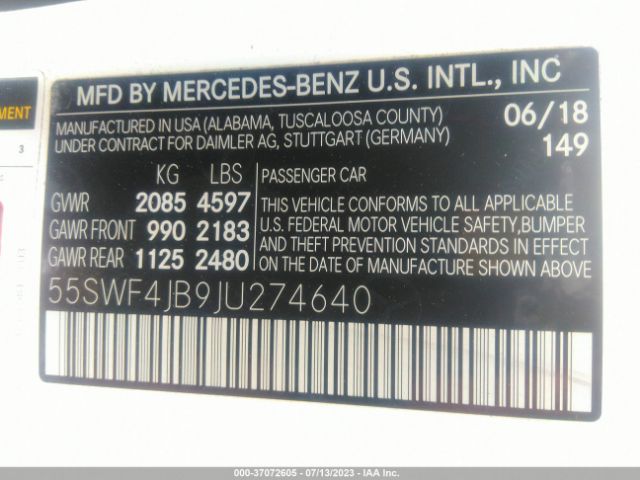 MFD BY MERCEDES-BENZ U.S. INTL., INC
MANUFACTURED IN USA (ALABAMA, TUSCALOOSA COUNTY) 06/18
UNDER CONTRACT FOR DAIMLER AG, STUTTGART (GERMANY) 149
KG LBS
GVWR 2085 4597
GAWR FRONT 990 2183
GAWR REAR 1125 2480
PASSENGER CAR
THIS VEHICLE CONFORMS TO ALL APPLICABLE
U.S. FEDERAL MOTOR VEHICLE SAFETY,BUMPER
AND THEFT PREVENTION STANDARDS IN EFFECT
ON THE DATE OF MANUFACTURE SHOWN ABOVE
55SWF4JB9JU274640
MENT
3
000-37072605 - 07/13/2023 - IAA Inc.